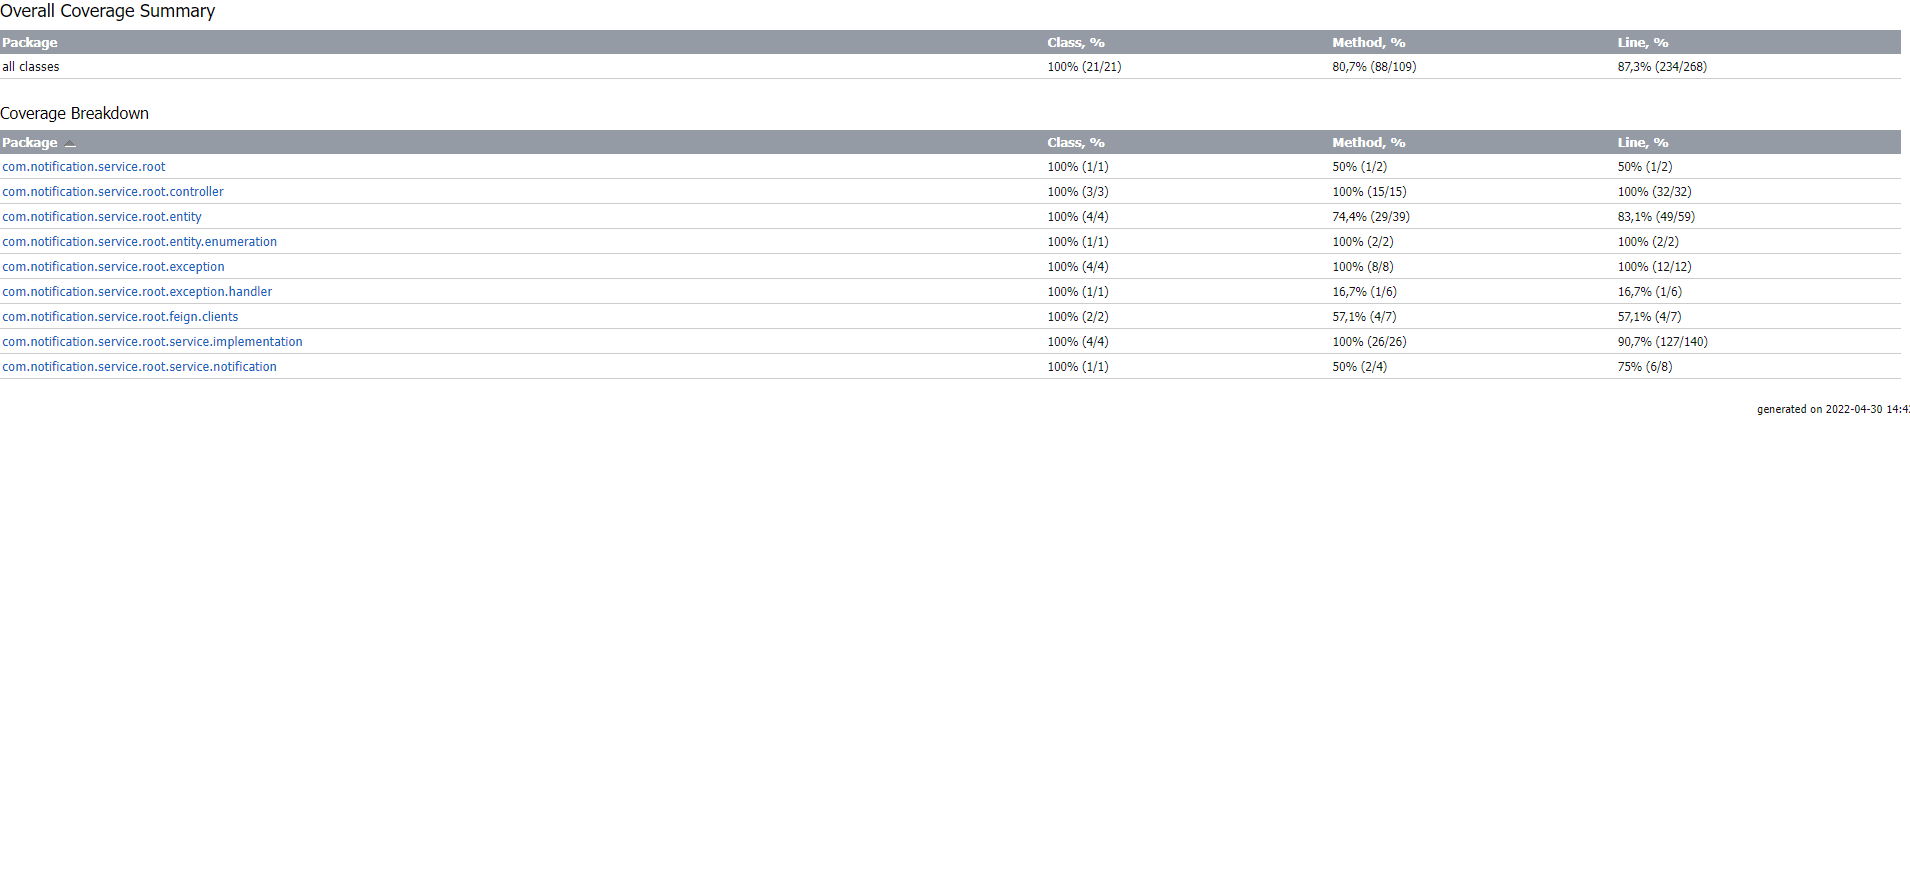 Overall Coverage Summary
Package Class, % Method, % Line, %
all classes 100% (21/21) 80,7% (88/109) 87,3% (234/268)
Coverage Breakdown
Package Class, % Method, % Line, %
com.notification.service.root 100% (1/1) 50% (1/2) 50% (1/2)
com.notification.service.root.controller 100% (3/3) 100% (15/15) 100% (32/32)
com.notification.service.root.entity 100% (4/4) 74,4% (29/39) 83,1% (49/59)
com.notification.service.root.entity.enumeration 100% (1/1) 100% (2/2) 100% (2/2)
com.notification.service.root.exception 100% (4/4) 100% (8/8) 100% (12/12)
com.notification.service.root.exception.handler 100% (1/1) 16,7% (1/6) 16,7% (1/6)
com.notification.service.root.feign.clients 100% (2/2) 57,1% (4/7) 57,1% (4/7)
com.notification.service.root.service.implementation 100% (4/4) 100% (26/26) 90,7% (127/140)
com.notification.service.root.service.notification 100% (1/1) 50% (2/4) 75% (6/8)
generated on 2022-04-30 14:4